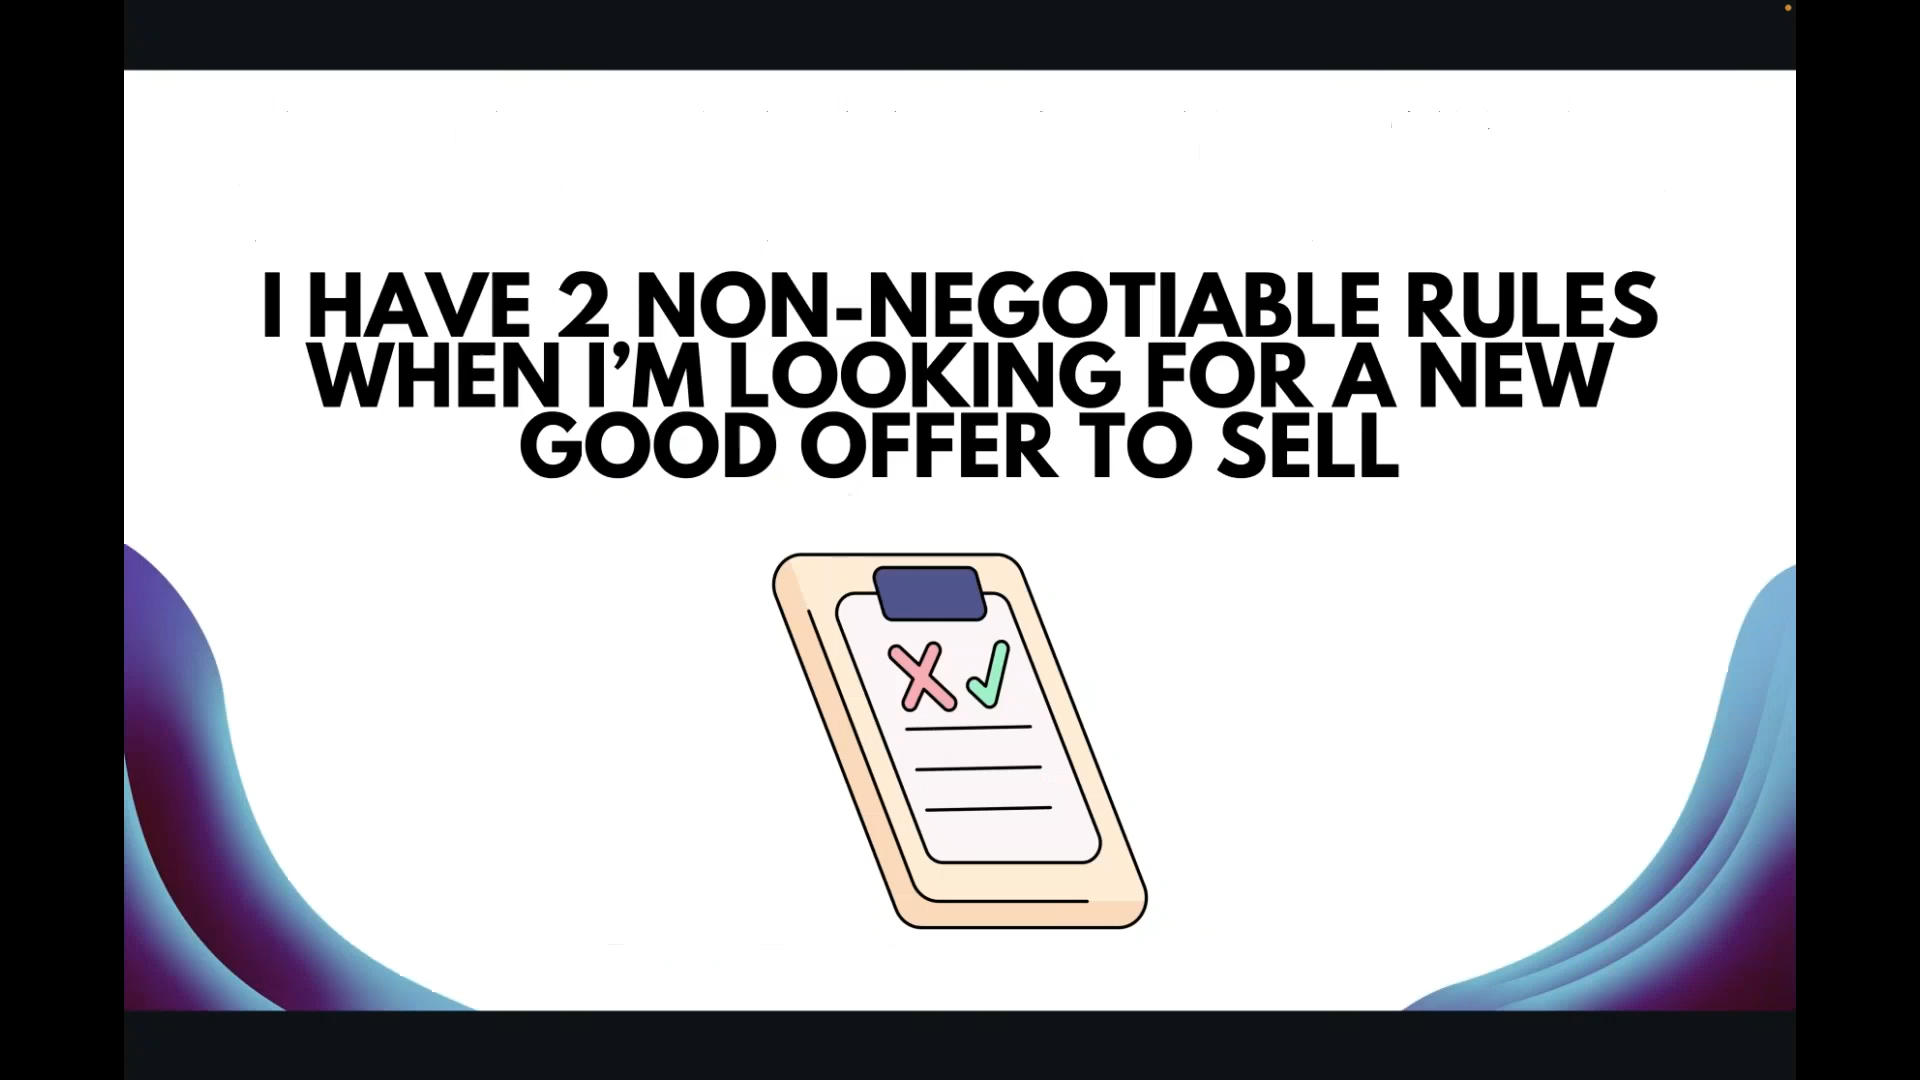 I HAVE 2 NON-NEGOTIABLE RULES
WHEN I’M LOOKING FOR A NEW
GOOD OFFER TO SELL